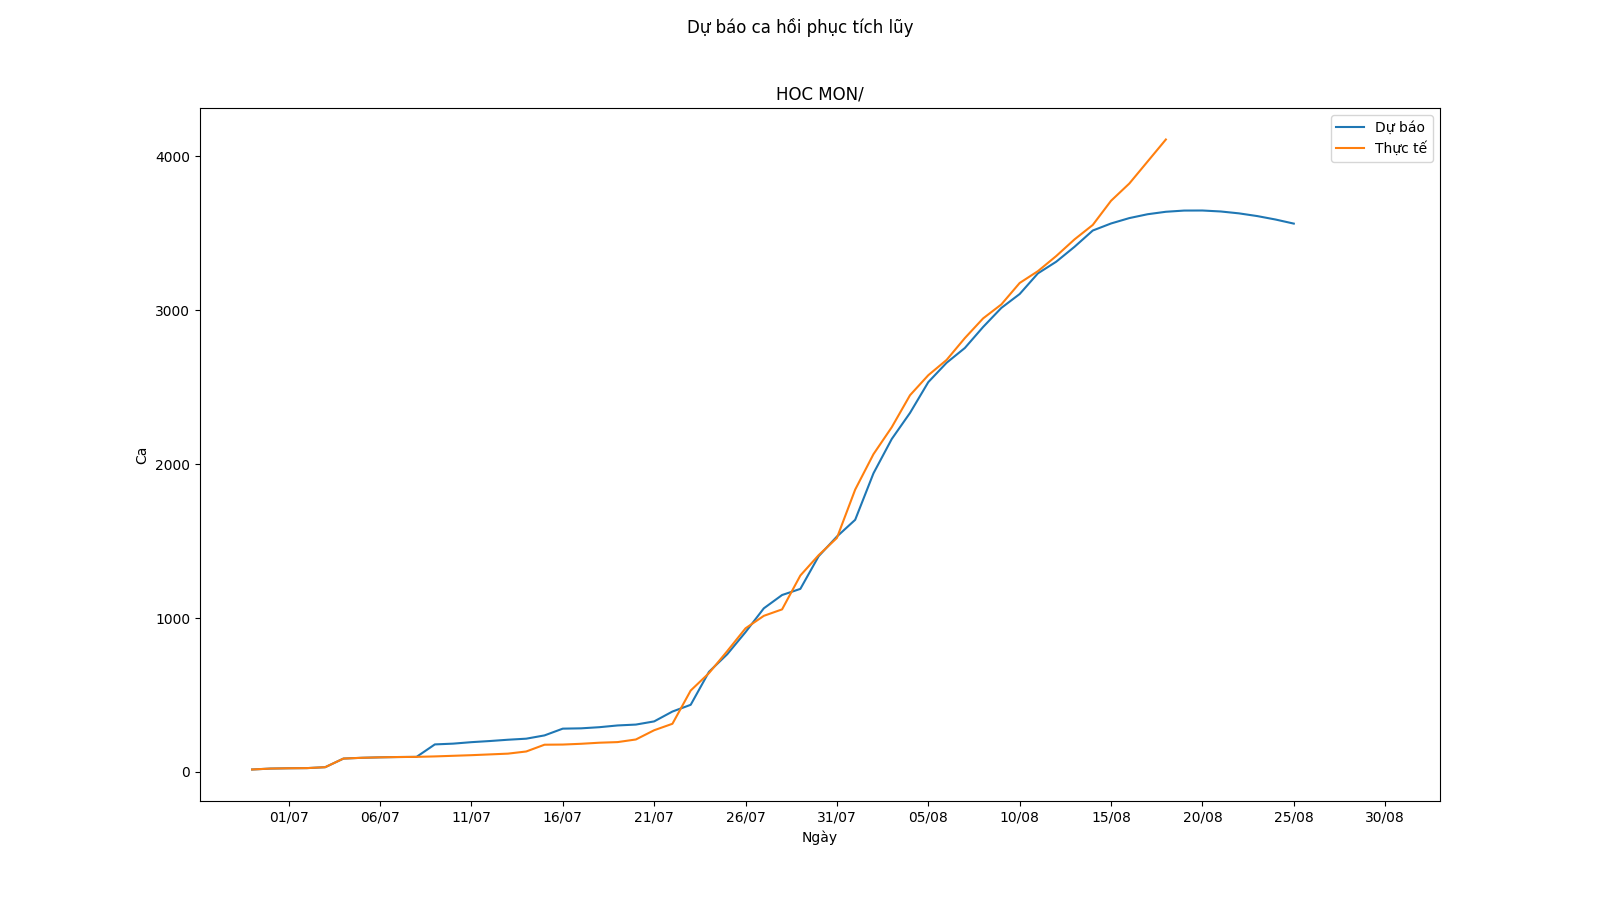 Dự báo ca hồi phục tích lũy
HOC MON/
Dự báo
Thực tế
Ca
4000
3000
2000
1000
0
01/07 06/07 11/07 16/07 21/07 26/07 31/07 05/08 10/08 15/08 20/08 25/08 30/08
Ngày